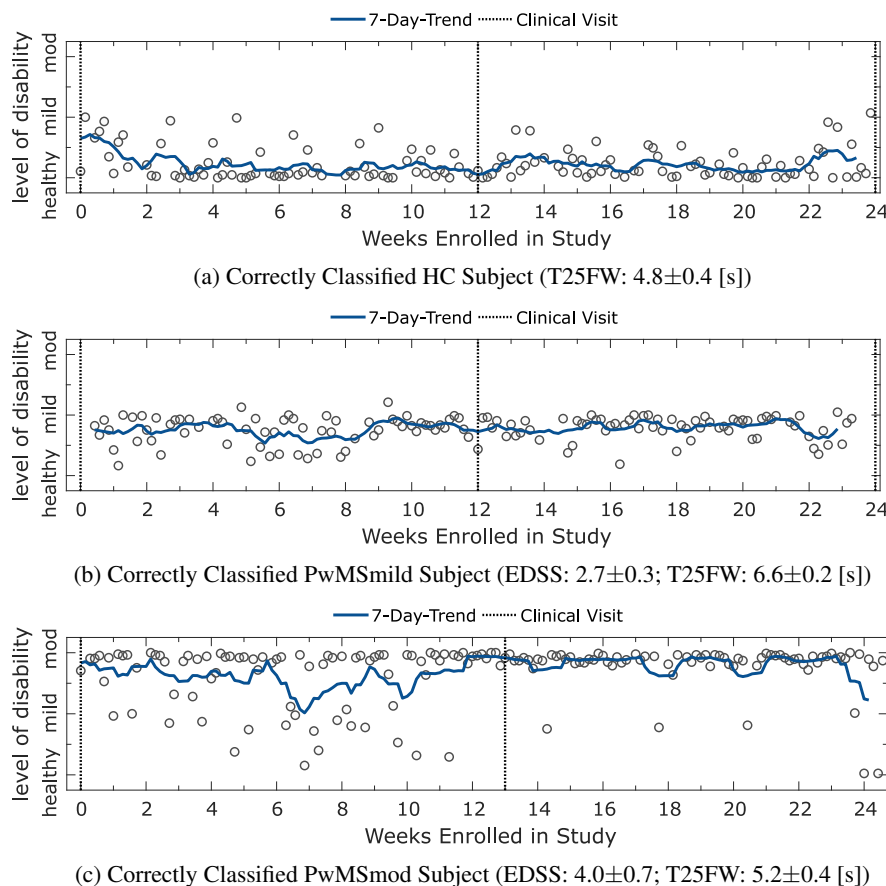 7-Day-Trend Clinical Visit
level of disability
healthy mild mod
0 2 4 6 8 10 12 14 16 18 20 22 24
Weeks Enrolled in Study
(a) Correctly Classified HC Subject (T25FW: 4.8±0.4 [s])
7-Day-Trend Clinical Visit
level of disability
healthy mild mod
0 2 4 6 8 10 12 14 16 18 20 22 24
Weeks Enrolled in Study
(b) Correctly Classified PwMSmild Subject (EDSS: 2.7±0.3; T25FW: 6.6±0.2 [s])
7-Day-Trend Clinical Visit
level of disability
healthy mild mod
0 2 4 6 8 10 12 14 16 18 20 22 24
Weeks Enrolled in Study
(c) Correctly Classified PwMSmod Subject (EDSS: 4.0±0.7; T25FW: 5.2±0.4 [s])